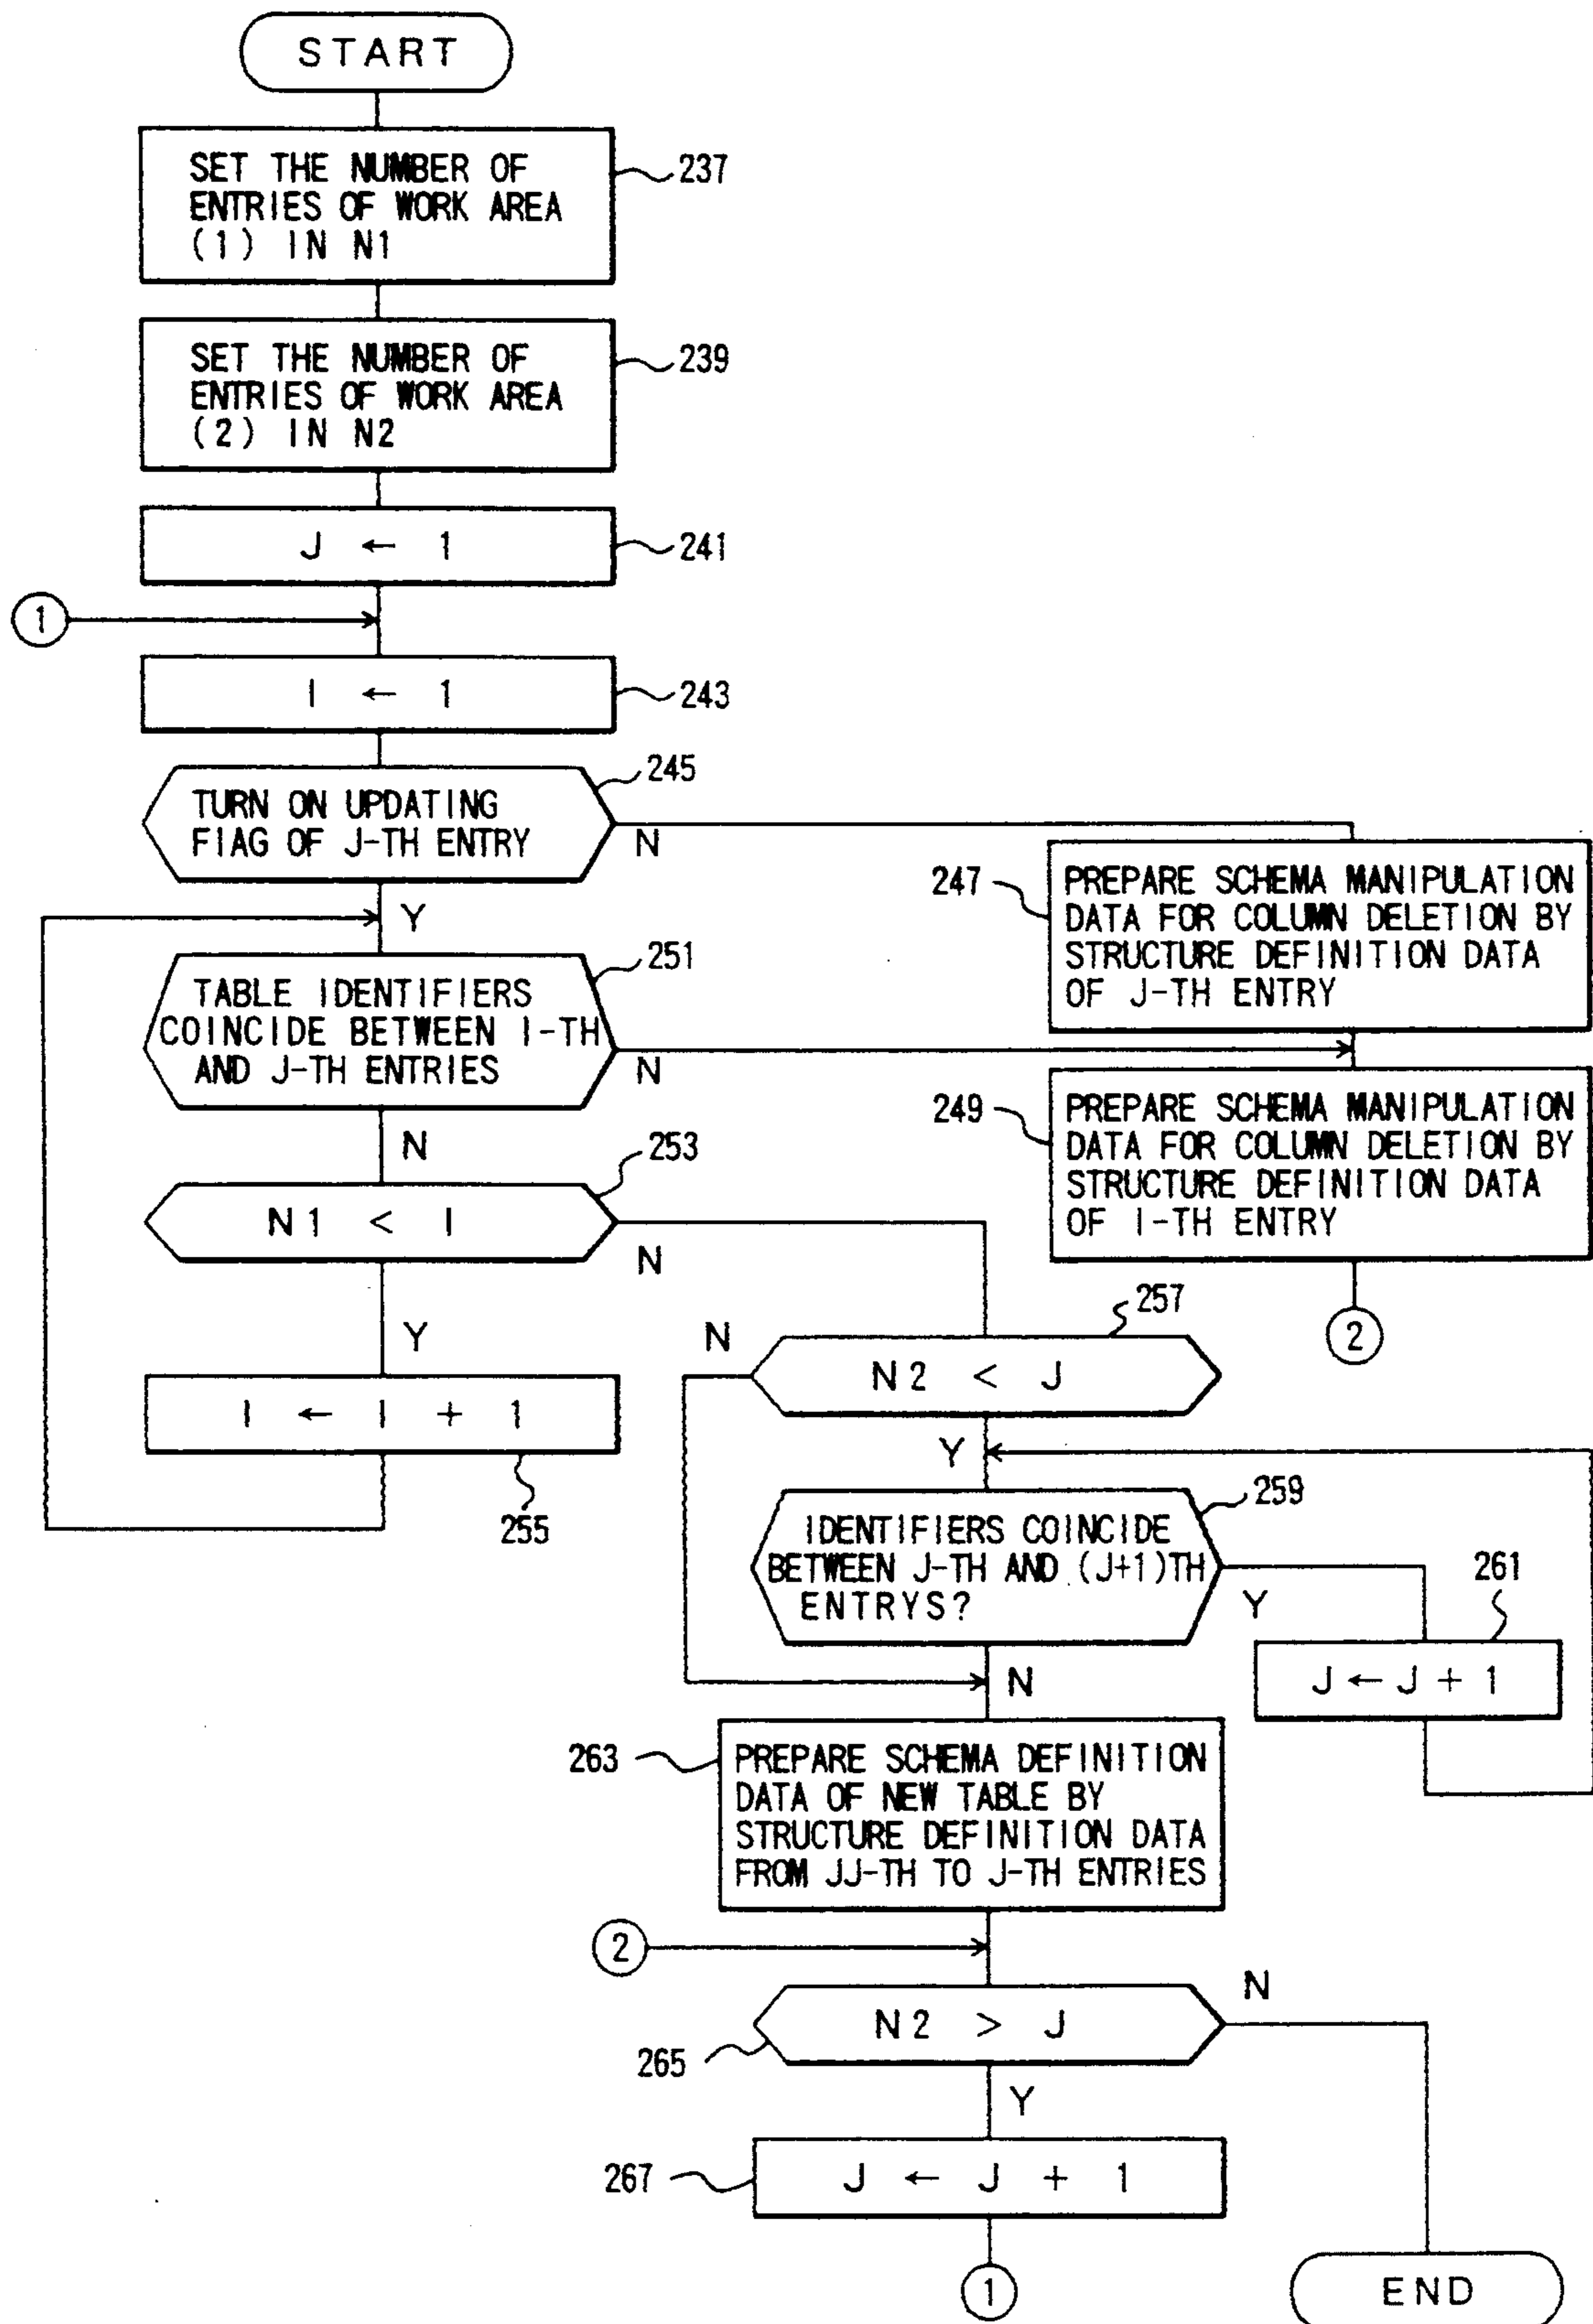 START
SET THE NUMBER OF
ENTRIES OF WORK AREA
(1) IN N1
237
SET THE NUMBER OF
ENTRIES OF WORK AREA
(2) IN N2
239
J ← 1
241
1
I ← 1
243
TURN ON UPDATING
FIAG OF J-TH ENTRY
245
N
Y
247
PREPARE SCHEMA MANIPULATION
DATA FOR COLUMN DELETION BY
STRUCTURE DEFINITION DATA
OF J-TH ENTRY
TABLE IDENTIFIERS
COINCIDE BETWEEN I-TH
AND J-TH ENTRIES
251
N
N
249
PREPARE SCHEMA MANIPULATION
DATA FOR COLUMN DELETION BY
STRUCTURE DEFINITION DATA
OF I-TH ENTRY
2
N1 < I
253
N
Y
I ← I + 1
255
257
N
N2 < J
Y
IDENTIFIERS COINCIDE
BETWEEN J-TH AND (J+1)TH
ENTRYS?
259
Y
261
J ← J + 1
N
263
PREPARE SCHEMA DEFINITION
DATA OF NEW TABLE BY
STRUCTURE DEFINITION DATA
FROM JJ-TH TO J-TH ENTRIES
2
N2 > J
265
N
Y
267
J ← J + 1
1
END